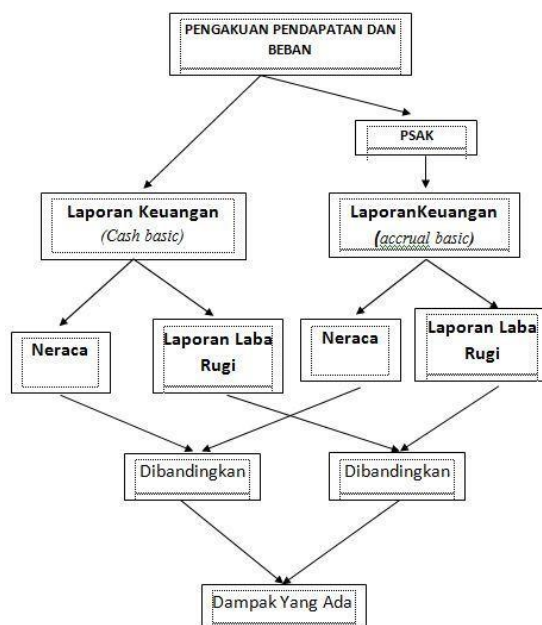 PENGAKUAN PENDAPATAN DAN
BEBAN
PSAK
Laporan Keuangan
(Cash basic)
LaporanKeuangan
(accrual basic)
Neraca
Laporan Laba
Rugi
Neraca
Laporan Laba
Rugi
Dibandingkan
Dibandingkan
Dampak Yang Ada